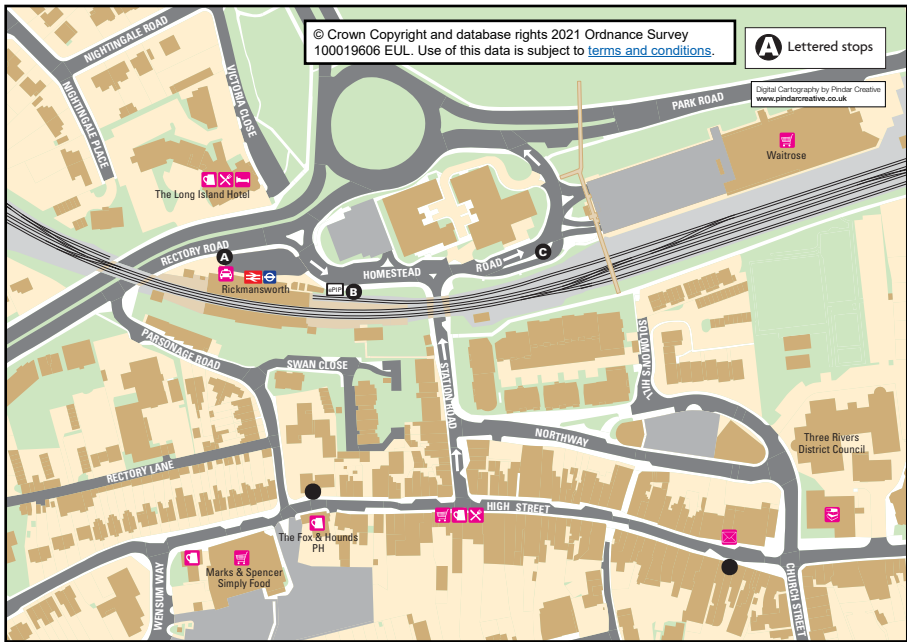 © Crown Copyright and database rights 2021 Ordnance Survey
100019606 EUL. Use of this data is subject to terms and conditions.
A Lettered stops
Digital Cartography by Pindar Creative
www.pindarcreative.co.uk
NIGHTINGALE ROAD
NIGHTINGALE PLACE
VICTORIA CLOSE
PARK ROAD
Waitrose
The Long Island Hotel
RECTORY ROAD
A
C
HOMESTEAD ROAD
Rickmansworth
ePIP
B
PARSONAGE ROAD
SWAN CLOSE
STATION ROAD
SOLOMON'S HILL
NORTHWAY
Three Rivers
District Council
RECTORY LANE
HIGH STREET
The Fox & Hounds
PH
Marks & Spencer
Simply Food
WENSUM WAY
CHURCH STREET